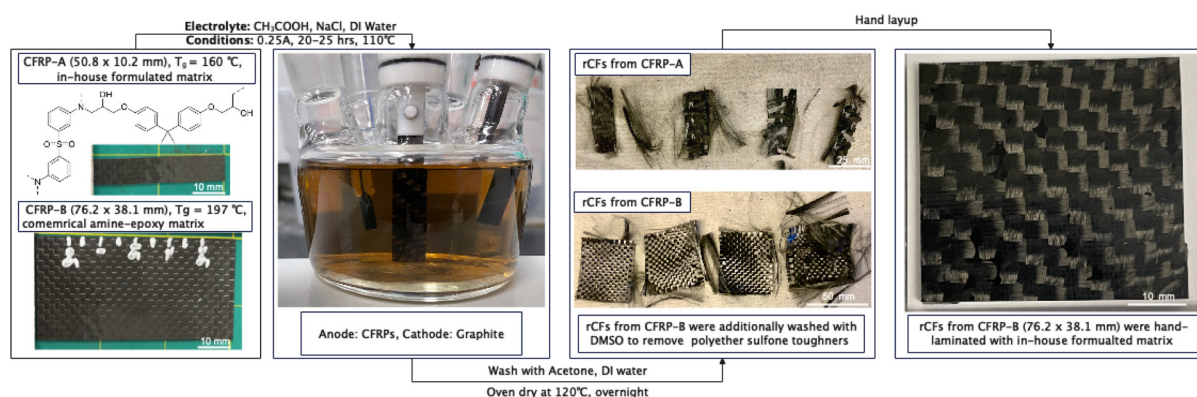 Electrolyte: CH₃COOH, NaCl, DI Water
Conditions: 0.25A, 20-25 hrs, 110℃
Hand layup
CFRP-A (50.8 x 10.2 mm), Tg = 160 ℃,
in-house formulated matrix
OH
N
O
O
OH
O=S=O
N
10 mm
CFRP-B (76.2 x 38.1 mm), Tg = 197 ℃,
comemrical amine-epoxy matrix
10 mm
Anode: CFRPs, Cathode: Graphite
rCFs from CFRP-A
25 mm
rCFs from CFRP-B
50 mm
rCFs from CFRP-B were additionally washed with
DMSO to remove polyether sulfone toughners
10 mm
rCFs from CFRP-B (76.2 x 38.1 mm) were hand-
laminated with in-house formualted matrix
Wash with Acetone, DI water
Oven dry at 120℃, overnight